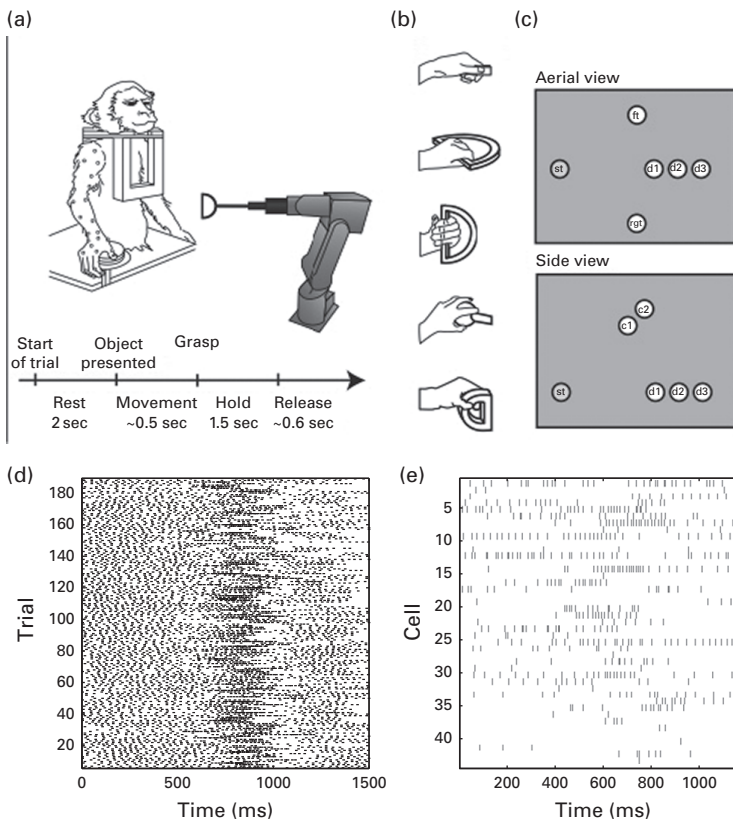 (a)
(b)
(c)
Start
of trial
Object
presented
Grasp
Rest
2 sec
Movement
~0.5 sec
Hold
1.5 sec
Release
~0.6 sec
Aerial view
ft
st
d1
d2
d3
rgt
Side view
c2
c1
st
d1
d2
d3
(d)
Trial
180
160
140
120
100
80
60
40
20
0
500
1000
1500
Time (ms)
(e)
Cell
5
10
15
20
25
30
35
40
200
400
600
800
1000
Time (ms)